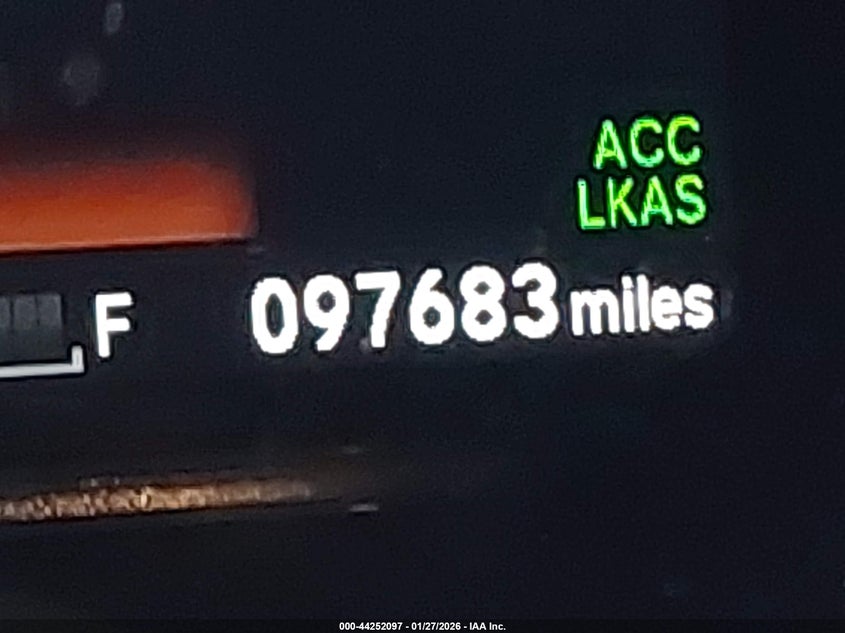 ACC
LKAS
F
097683 miles
000-44252097 - 01/27/2026 - IAA Inc.